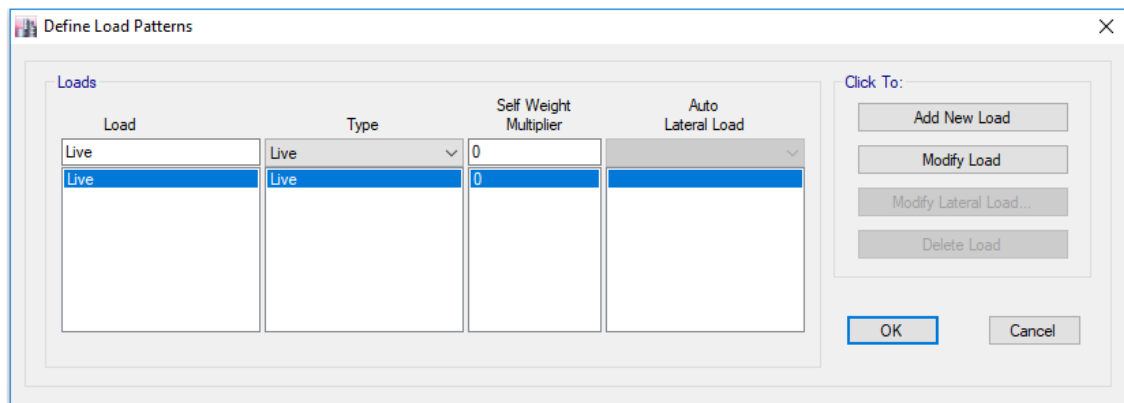 Define Load Patterns
Loads
Click To:
Load
Type
Self Weight
Multiplier
Auto
Lateral Load
Live
Live
0
Live
Live
0
Add New Load
Modify Load
Modify Lateral Load...
Delete Load
OK
Cancel